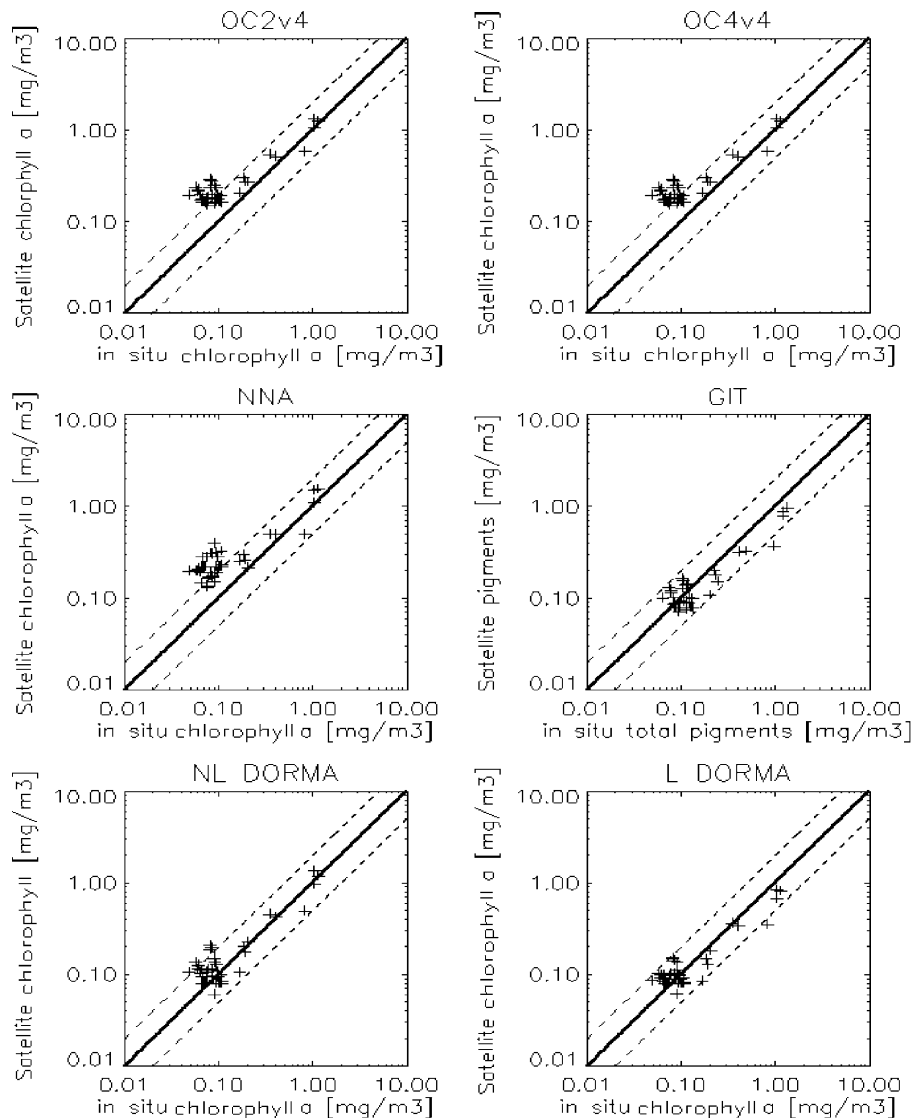 OC2v4
Satellite chlorphyll a [mg/m3]
10.00
1.00
0.10
0.01
0.01 0.10 1.00 10.00
in situ chlorophyll a [mg/m3]
OC4v4
Satellite chlorophyll a [mg/m3]
10.00
1.00
0.10
0.01
0.01 0.10 1.00 10.00
in situ chlorphyll a [mg/m3]
NNA
Satellite chlorophyll a [mg/m3]
10.00
1.00
0.10
0.01
0.01 0.10 1.00 10.00
in situ chlorophyll a [mg/m3]
GIT
Satellite pigments [mg/m3]
10.00
1.00
0.10
0.01
0.01 0.10 1.00 10.00
in situ total pigments [mg/m3]
NL DORMA
Satellite chlorophyll [mg/m3]
10.00
1.00
0.10
0.01
0.01 0.10 1.00 10.00
in situ chlorophyll a [mg/m3]
L DORMA
Satellite chlorophyll a [mg/m3]
10.00
1.00
0.10
0.01
0.01 0.10 1.00 10.00
in situ chlorophyll a [mg/m3]